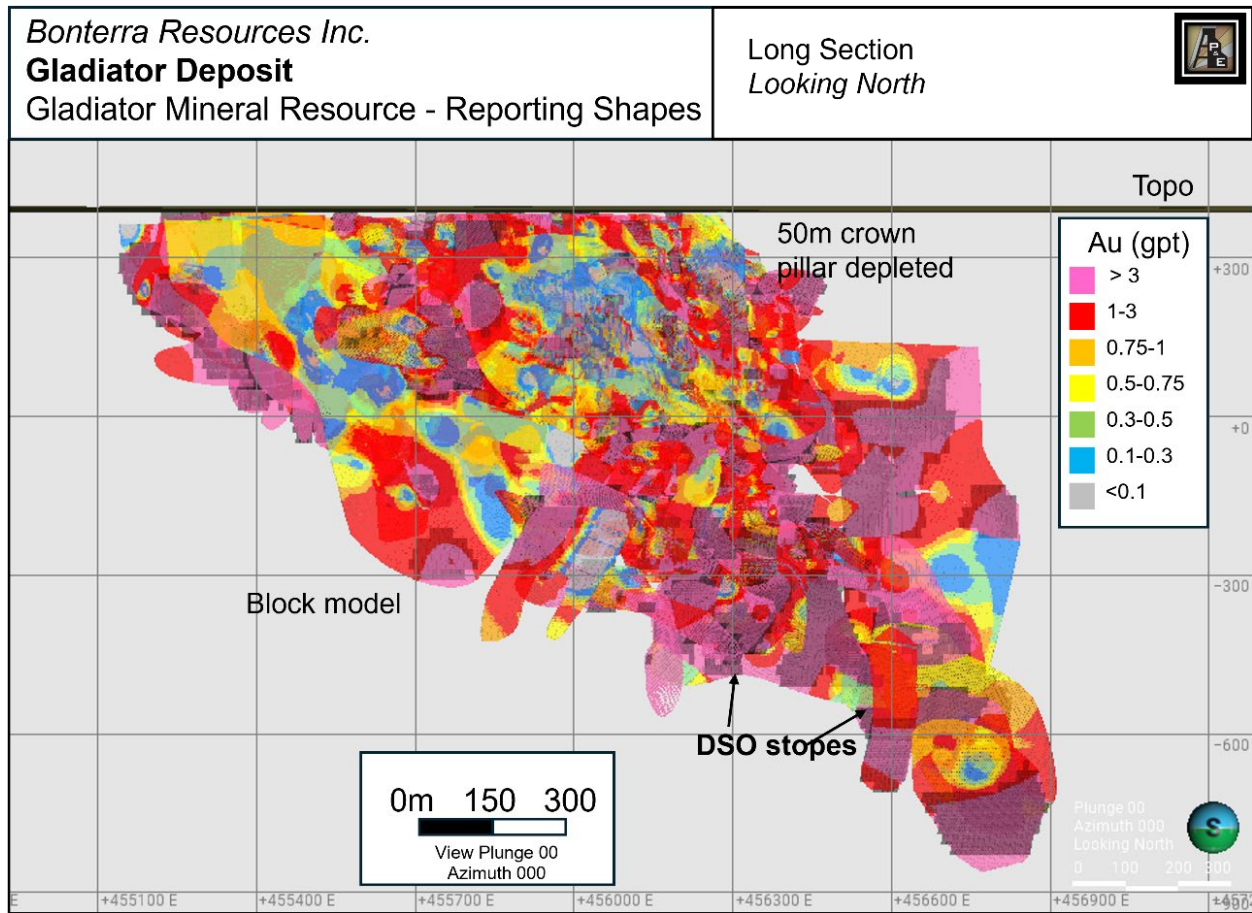 Bonterra Resources Inc.
Gladiator Deposit
Gladiator Mineral Resource - Reporting Shapes
Long Section
Looking North
A
P&E
Topo
50m crown
pillar depleted
Au (gpt)
> 3
1-3
0.75-1
0.5-0.75
0.3-0.5
0.1-0.3
<0.1
+300
+0
-300
-600
Block model
DSO stopes
0m 150 300
View Plunge 00
Azimuth 000
Plunge 00
Azimuth 000
Looking North
0 100 200 300
S
E +455100 E +455400 E +455700 E +456000 E +456300 E +456600 E +456900 E